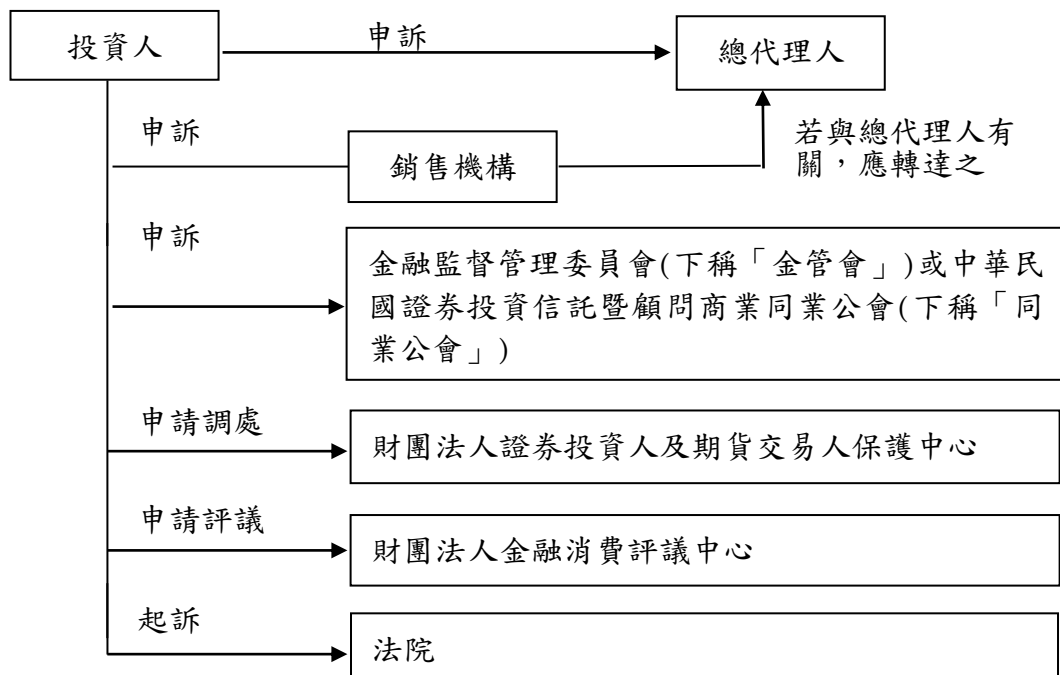 投資人
申訴
總代理人
申訴
銷售機構
若與總代理人有
關，應轉達之
申訴
金融監督管理委員會(下稱「金管會」)或中華民
國證券投資信託暨顧問商業同業公會(下稱「同
業公會」)
申請調處
財團法人證券投資人及期貨交易人保護中心
申請評議
財團法人金融消費評議中心
起訴
法院